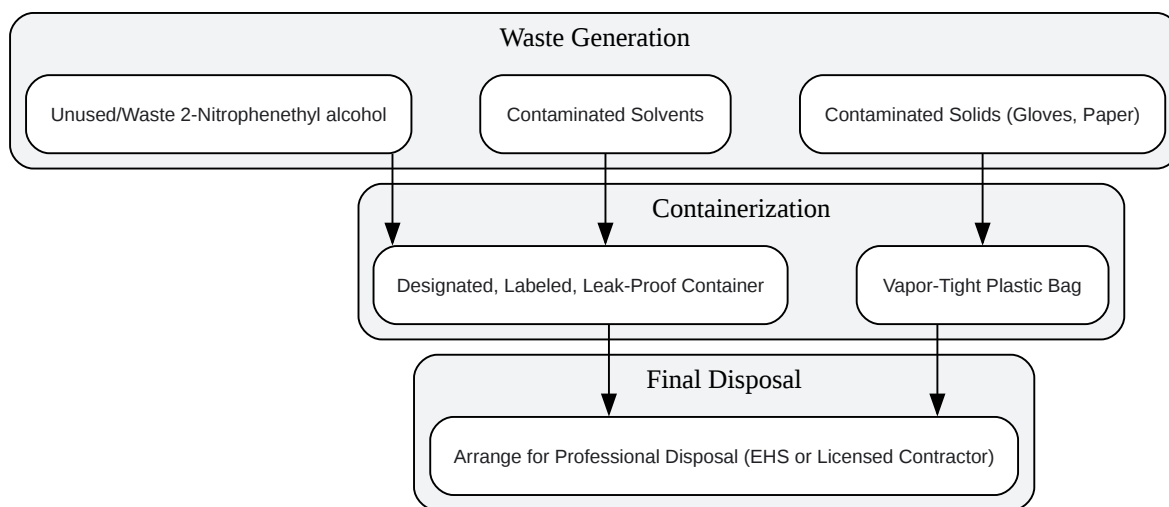 Waste Generation
Unused/Waste 2-Nitrophenethyl alcohol
Contaminated Solvents
Contaminated Solids (Gloves, Paper)
Containerization
Designated, Labeled, Leak-Proof Container
Vapor-Tight Plastic Bag
Final Disposal
Arrange for Professional Disposal (EHS or Licensed Contractor)